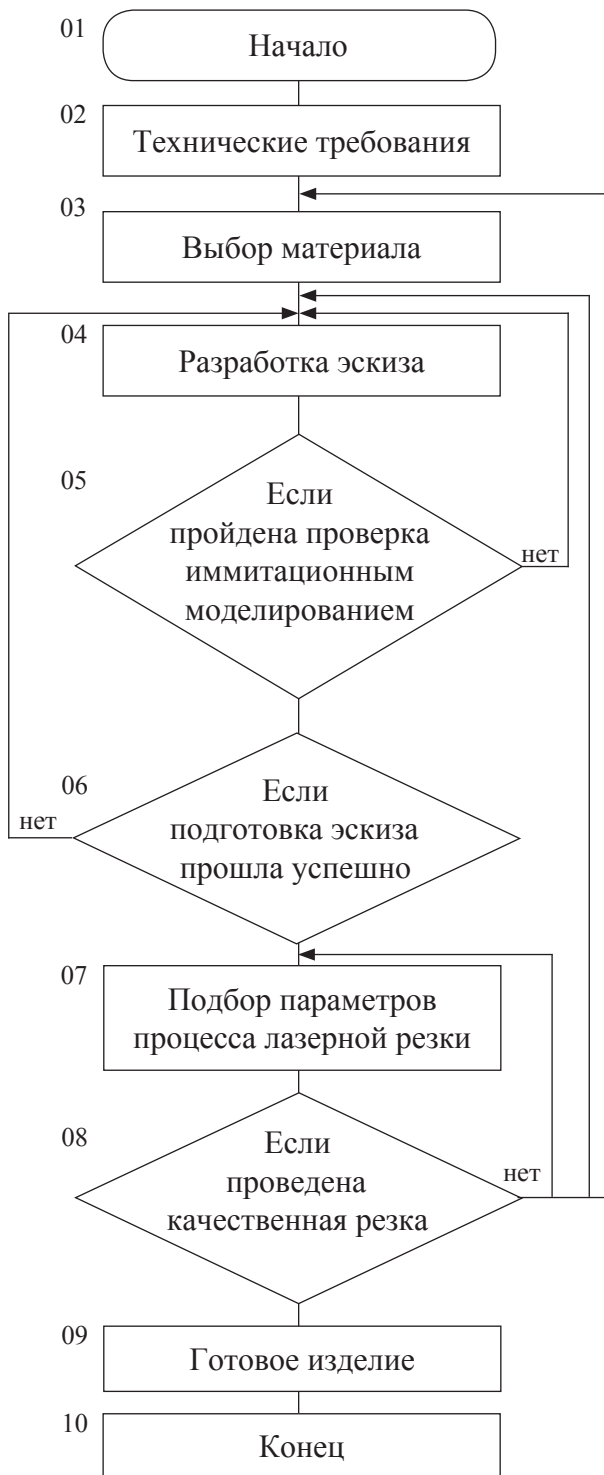 01
Начало
02
Технические требования
03
Выбор материала
04
Разработка эскиза
05
Если
пройдена проверка
иммитационным
моделированием
нет
06
Если
подготовка эскиза
прошла успешно
нет
07
Подбор параметров
процесса лазерной резки
08
Если
проведена
качественная резка
нет
09
Готовое изделие
10
Конец